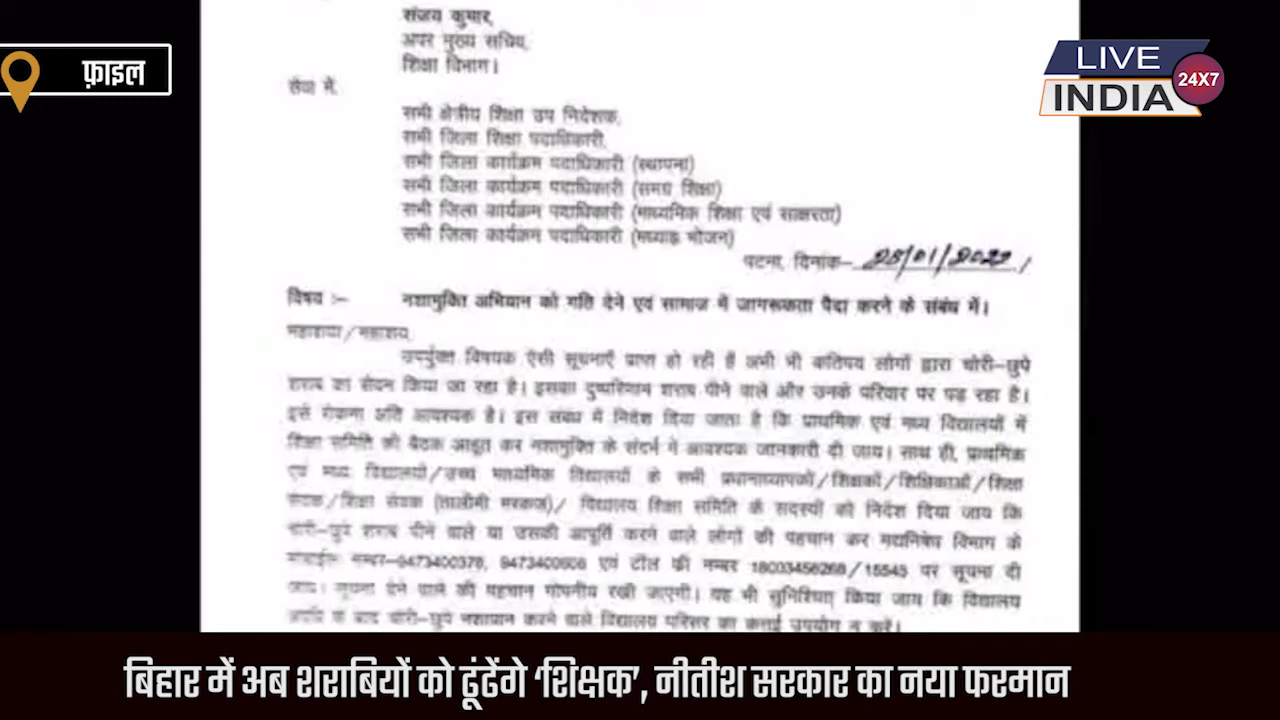 फ़ाइल
LIVE
INDIA
24X7
संजय कुमार,
अपर मुख्य सचिव,
शिक्षा विभाग।
सेवा में,
सभी क्षेत्रीय शिक्षा उप निदेशक,
सभी जिला शिक्षा पदाधिकारी,
सभी जिला कार्यक्रम पदाधिकारी (स्थापना)
सभी जिला कार्यक्रम पदाधिकारी (समग्र शिक्षा)
सभी जिला कार्यक्रम पदाधिकारी (माध्यमिक शिक्षा एवं साक्षरता)
सभी जिला कार्यक्रम पदाधिकारी (मध्याह्न भोजन)
पटना, दिनांक– 28/01/2022 /
विषय :– नशामुक्ति अभियान को गति देने एवं सामाज में जागरूकता पैदा करने के संबंध में।
महाशया/महाशय,
उपर्युक्त विषयक ऐसी सूचनाएँ प्राप्त हो रही हैं अभी भी कतिपय लोगों द्वारा चोरी–छुपे
शराब का सेवन किया जा रहा है। इसका दुष्परिणाम शराब पीने वाले और उनके परिवार पर पड़ रहा है।
इसे रोकना अति आवश्यक है। इस संबंध में निदेश दिया जाता है कि प्राथमिक एवं मध्य विद्यालयों में
शिक्षा समिति की बैठक आहूत कर नशामुक्ति के संदर्भ में आवश्यक जानकारी दी जाय। साथ ही, प्राथमिक
एवं मध्य विद्यालयों/उच्च माध्यमिक विद्यालयों के सभी प्रधानाध्यापकों/शिक्षकों/शिक्षिकाओं/शिक्षा
सेवक/शिक्षा सेवक (तालीमी मरकज)/ विद्यालय शिक्षा समिति के सदस्यों को निर्देश दिया जाय कि
चोरी–छुपे शराब पीने वाले या उसकी आपूर्ति करने वाले लोगों की पहचान कर मद्यनिषेध विभाग के
मोबाईल नम्बर–9473400378, 9473400606 एवं टॉल फ्री नम्बर 18003456268/15545 पर सूचना दी
जाय। सूचना देने वाले की पहचान गोपनीय रखी जाएगी। यह भी सुनिश्चित् किया जाय कि विद्यालय
अवधि के बाद चोरी–छुपे नशापान करने वाले विद्यालय परिसर का कत्तई उपयोग न करें।
बिहार में अब शराबियों को ढूंढेंगे ‘शिक्षक’, नीतीश सरकार का नया फरमान